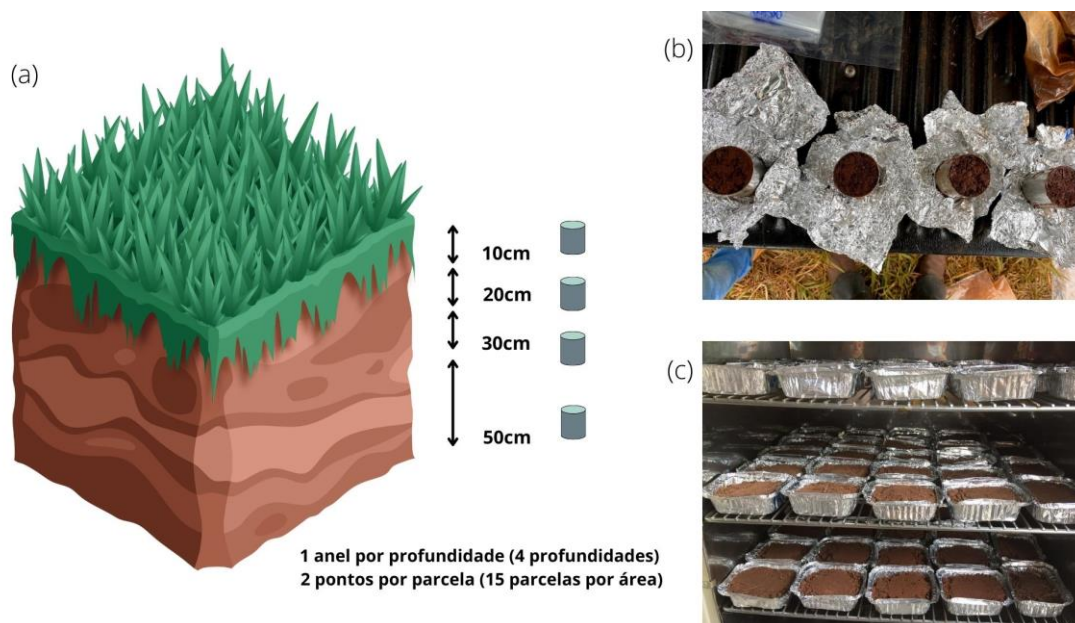 (a)
10cm
20cm
30cm
50cm
1 anel por profundidade (4 profundidades)
2 pontos por parcela (15 parcelas por área)
(b)
(c)